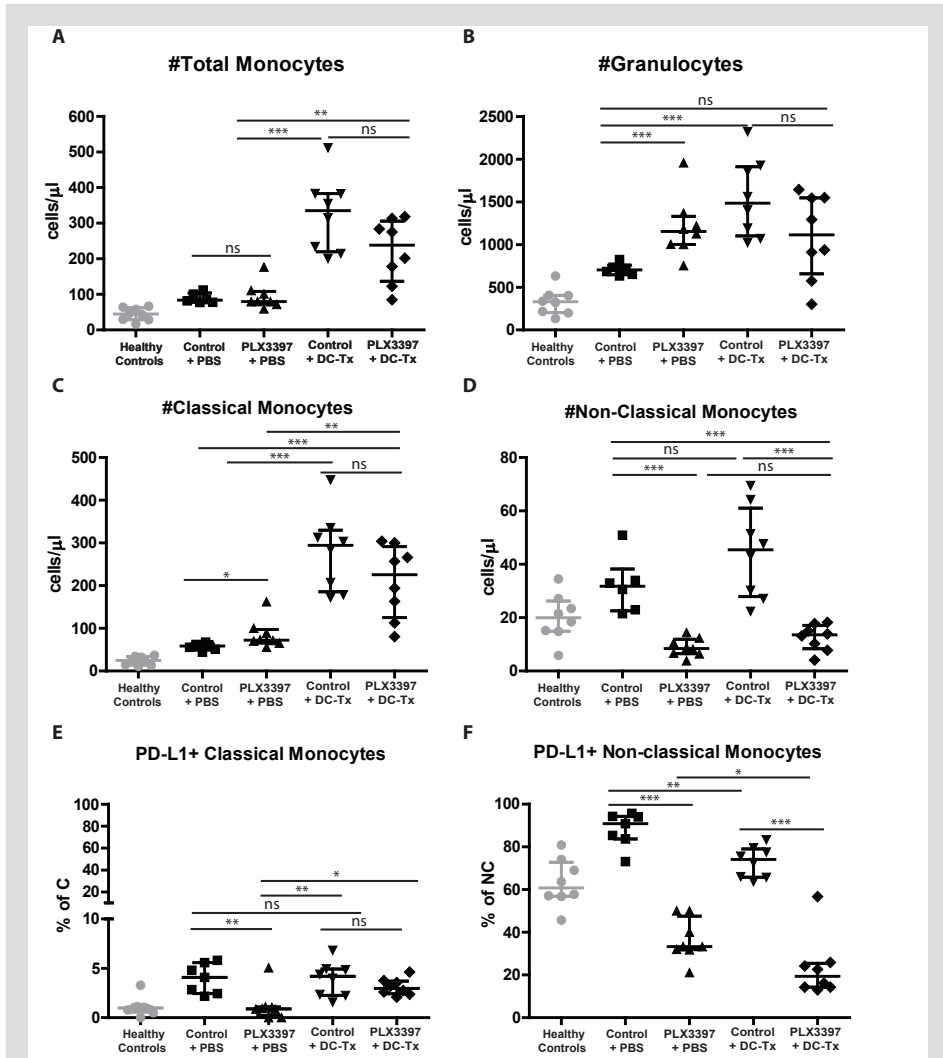 A
#Total Monocytes
cells/µl
600
500
400
300
200
100
0
**
***
ns
ns
Healthy Controls
Control + PBS
PLX3397 + PBS
Control + DC-Tx
PLX3397 + DC-Tx
B
#Granulocytes
cells/µl
2500
2000
1500
1000
500
0
ns
***
ns
***
Healthy Controls
Control + PBS
PLX3397 + PBS
Control + DC-Tx
PLX3397 + DC-Tx
C
#Classical Monocytes
cells/µl
500
400
300
200
100
0
**
***
***
ns
*
Healthy Controls
Control + PBS
PLX3397 + PBS
Control + DC-Tx
PLX3397 + DC-Tx
D
#Non-Classical Monocytes
cells/µl
80
60
40
20
0
***
ns
***
***
ns
Healthy Controls
Control + PBS
PLX3397 + PBS
Control + DC-Tx
PLX3397 + DC-Tx
E
PD-L1+ Classical Monocytes
% of C
100
80
60
40
20
10
5
0
*
**
ns
**
ns
Healthy Controls
Control + PBS
PLX3397 + PBS
Control + DC-Tx
PLX3397 + DC-Tx
F
PD-L1+ Non-classical Monocytes
% of NC
100
80
60
40
20
0
*
**
***
***
Healthy Controls
Control + PBS
PLX3397 + PBS
Control + DC-Tx
PLX3397 + DC-Tx